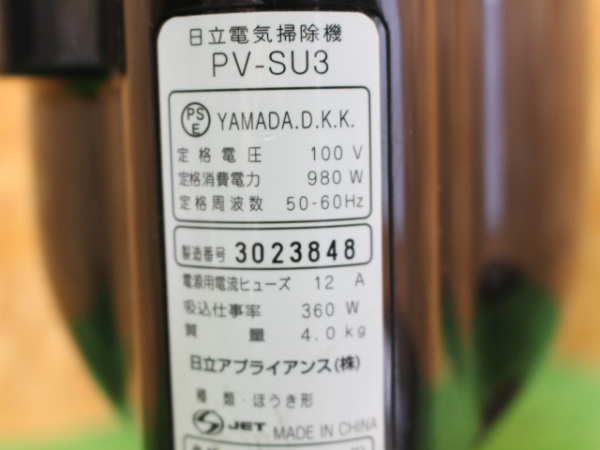 日立電気掃除機
PV-SU3
PSE YAMADA.D.K.K.
定格電圧 100 V
定格消費電力 980 W
定格周波数 50-60Hz
製造番号 3023848
電源用電流ヒューズ 12 A
吸込仕事率 360 W
質量 4.0 kg
日立アプライアンス(株)
種類・ほうき形
S JET MADE IN CHINA